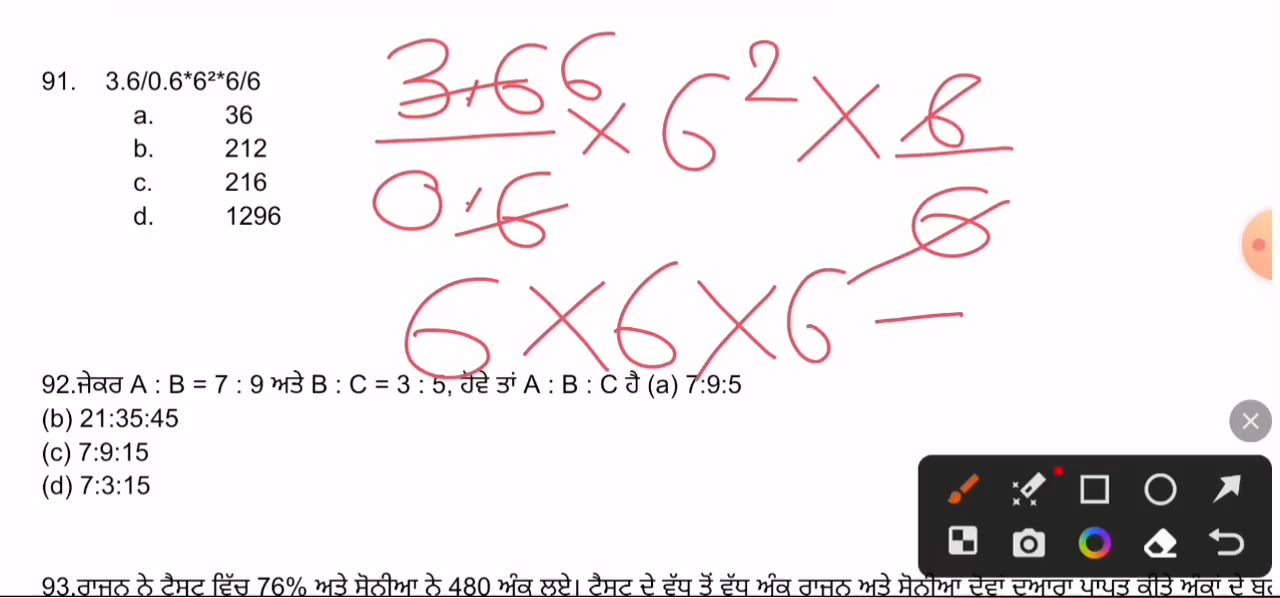 91. 3.6/0.6*6²*6/6
a. 36
b. 212
c. 216
d. 1296
3.6 6 × 6² × 6
0.6 6
6 × 6 × 6 —
92.ਜੇਕਰ A : B = 7 : 9 ਅਤੇ B : C = 3 : 5, ਹੋਵੇ ਤਾਂ A : B : C ਹੈ (a) 7:9:5
(b) 21:35:45
(c) 7:9:15
(d) 7:3:15
93.ਰਾਜਨ ਨੇ ਟੈਸਟ ਵਿੱਚ 76% ਅਤੇ ਸੋਨੀਆ ਨੇ 480 ਅੰਕ ਲਏ। ਟੈਸਟ ਦੇ ਵੱਧ ਤੋਂ ਵੱਧ ਅੰਕ ਰਾਜਨ ਅਤੇ ਸੋਨੀਆ ਦੋਵਾਂ ਦੁਆਰਾ ਪ੍ਰਾਪਤ ਕੀਤੇ ਅੰਕਾਂ ਦੇ